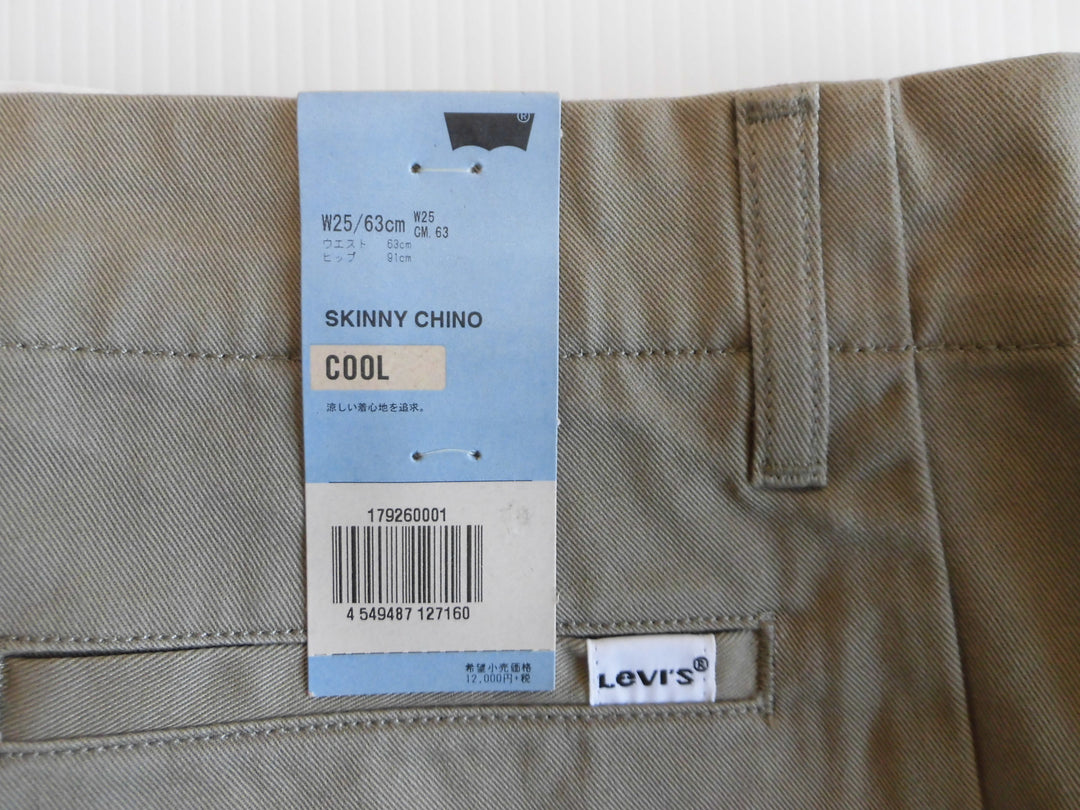 ®
W25/63cm W25
CM. 63
ウエスト 63cm
ヒップ 91cm
SKINNY CHINO
COOL
涼しい着心地を追求。
179260001
4 549487 127160
希望小売価格
12,000円+税
Levi's®